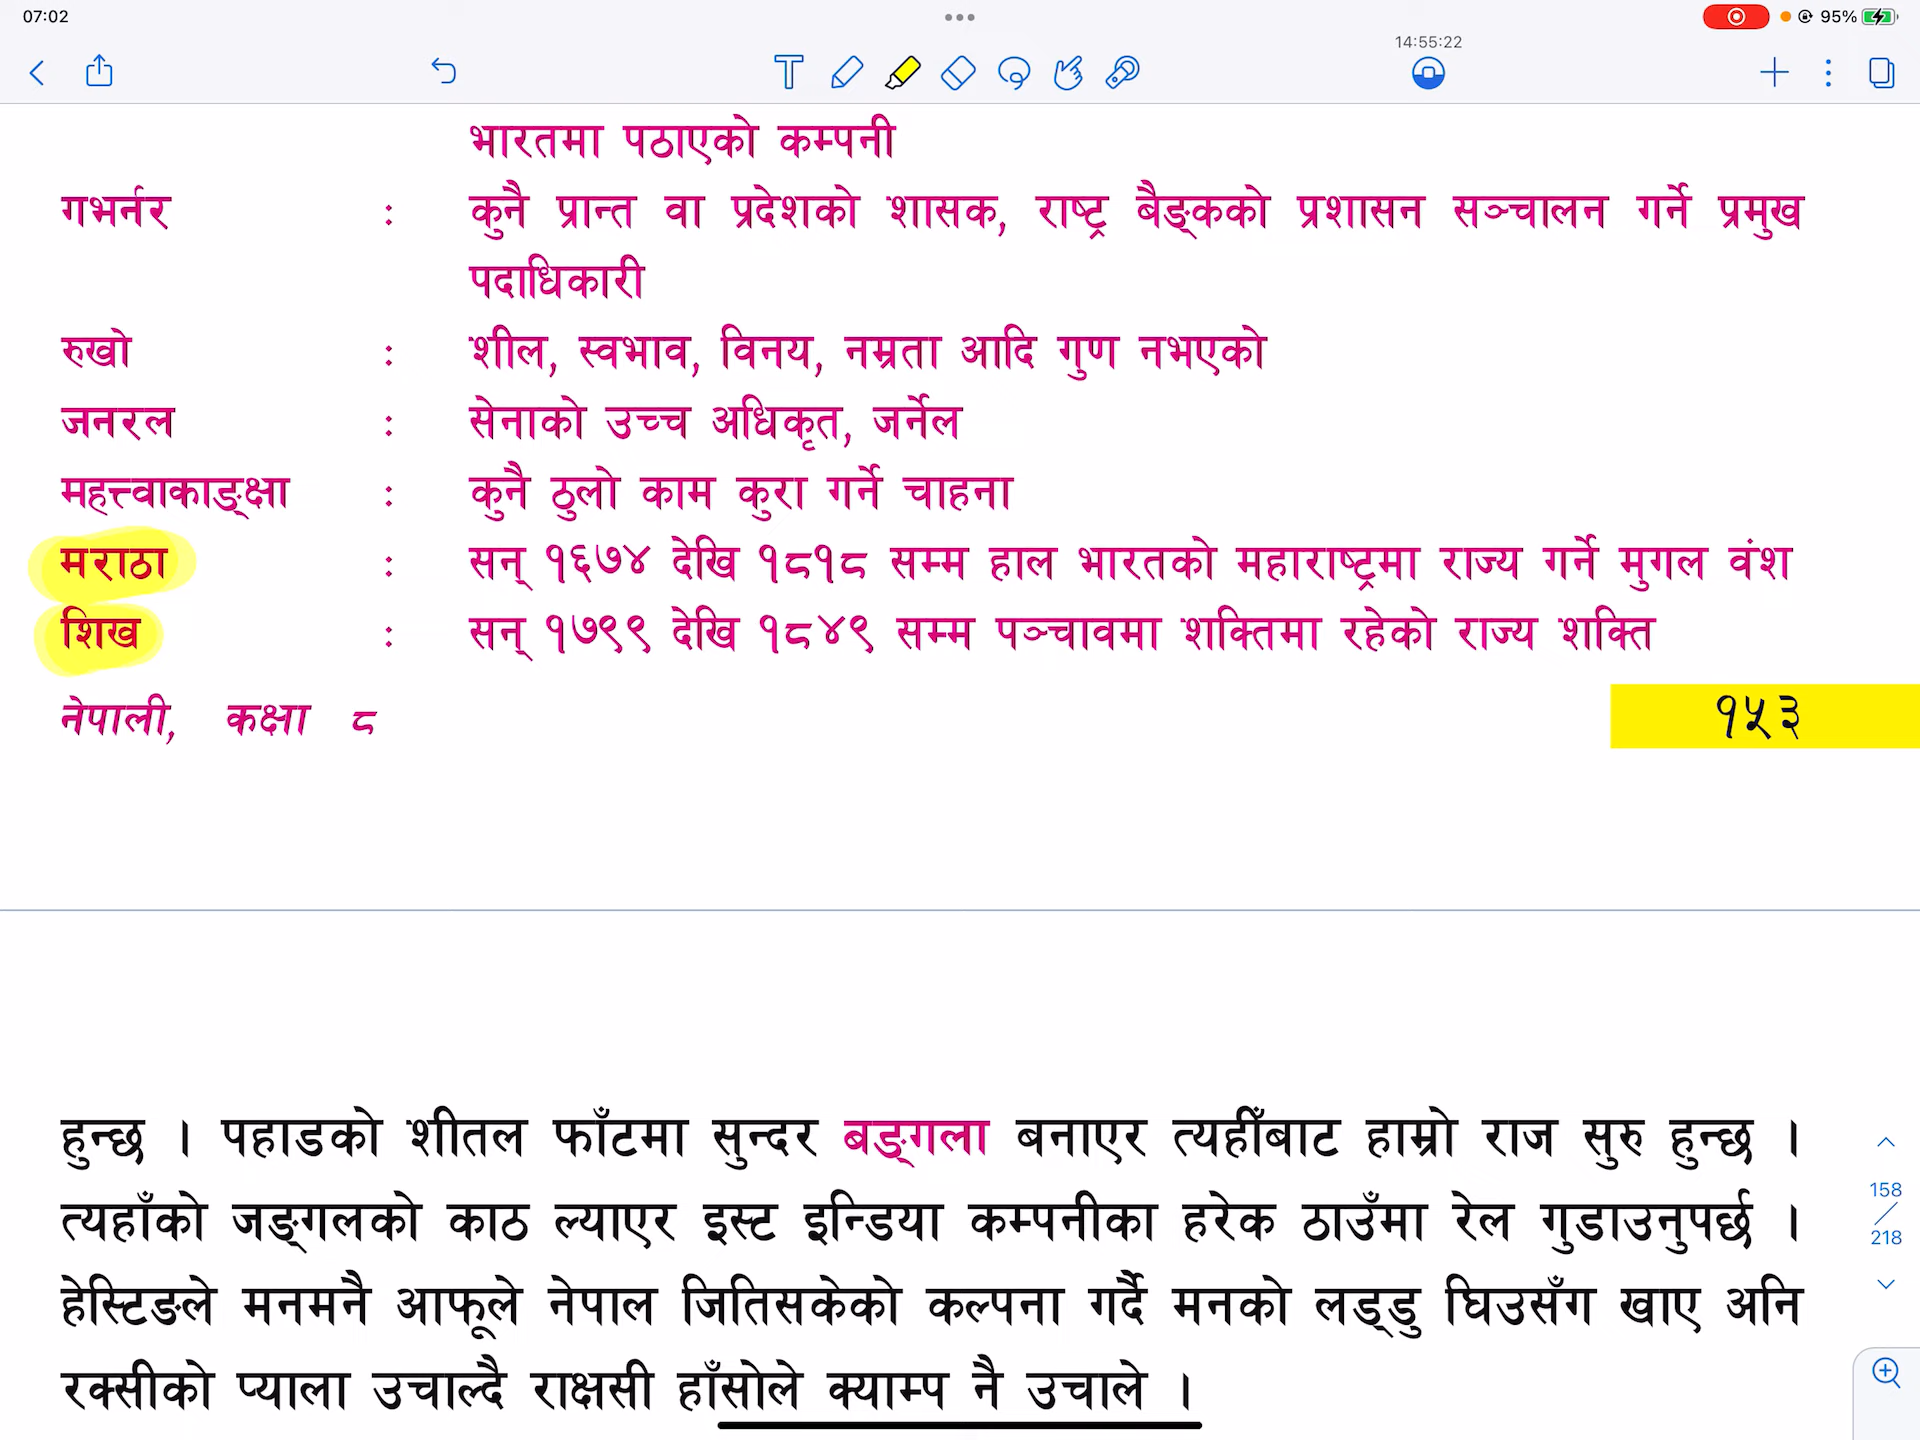 07:02
95%
14:55:22
भारतमा पठाएको कम्पनी
गभर्नर : कुनै प्रान्त वा प्रदेशको शासक, राष्ट्र बैङ्कको प्रशासन सञ्चालन गर्ने प्रमुख
पदाधिकारी
रुखो : शील, स्वभाव, विनय, नम्रता आदि गुण नभएको
जनरल : सेनाको उच्च अधिकृत, जर्नेल
महत्त्वाकाङ्क्षा : कुनै ठुलो काम कुरा गर्ने चाहना
मराठा : सन् १६७४ देखि १८१८ सम्म हाल भारतको महाराष्ट्रमा राज्य गर्ने मुगल वंश
शिख : सन् १७९९ देखि १८४९ सम्म पञ्चावमा शक्तिमा रहेको राज्य शक्ति
नेपाली, कक्षा ८ १५३
हुन्छ । पहाडको शीतल फाँटमा सुन्दर बङ्गला बनाएर त्यहीँबाट हाम्रो राज सुरु हुन्छ ।
त्यहाँको जङ्गलको काठ ल्याएर इस्ट इन्डिया कम्पनीका हरेक ठाउँमा रेल गुडाउनुपर्छ ।
हेस्टिङले मनमनै आफूले नेपाल जितिसकेको कल्पना गर्दै मनको लड्डु घिउसँग खाए अनि
रक्सीको प्याला उचाल्दै राक्षसी हाँसोले क्याम्प नै उचाले ।
158
218